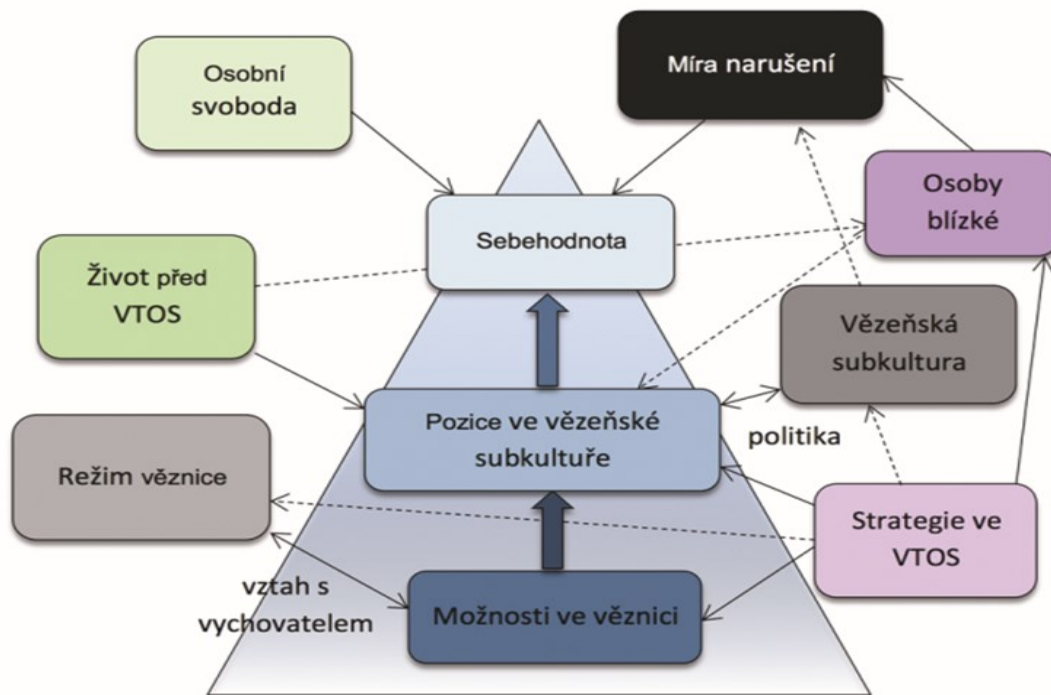 Osobní
svoboda
Míra narušení
Osoby
blízké
Sebehodnota
Život před
VTOS
Vězeňská
subkultura
Pozice ve vězeňské
subkultuře
politika
Režim věznice
Strategie ve
VTOS
vztah s
vychovatelem
Možnosti ve věznici